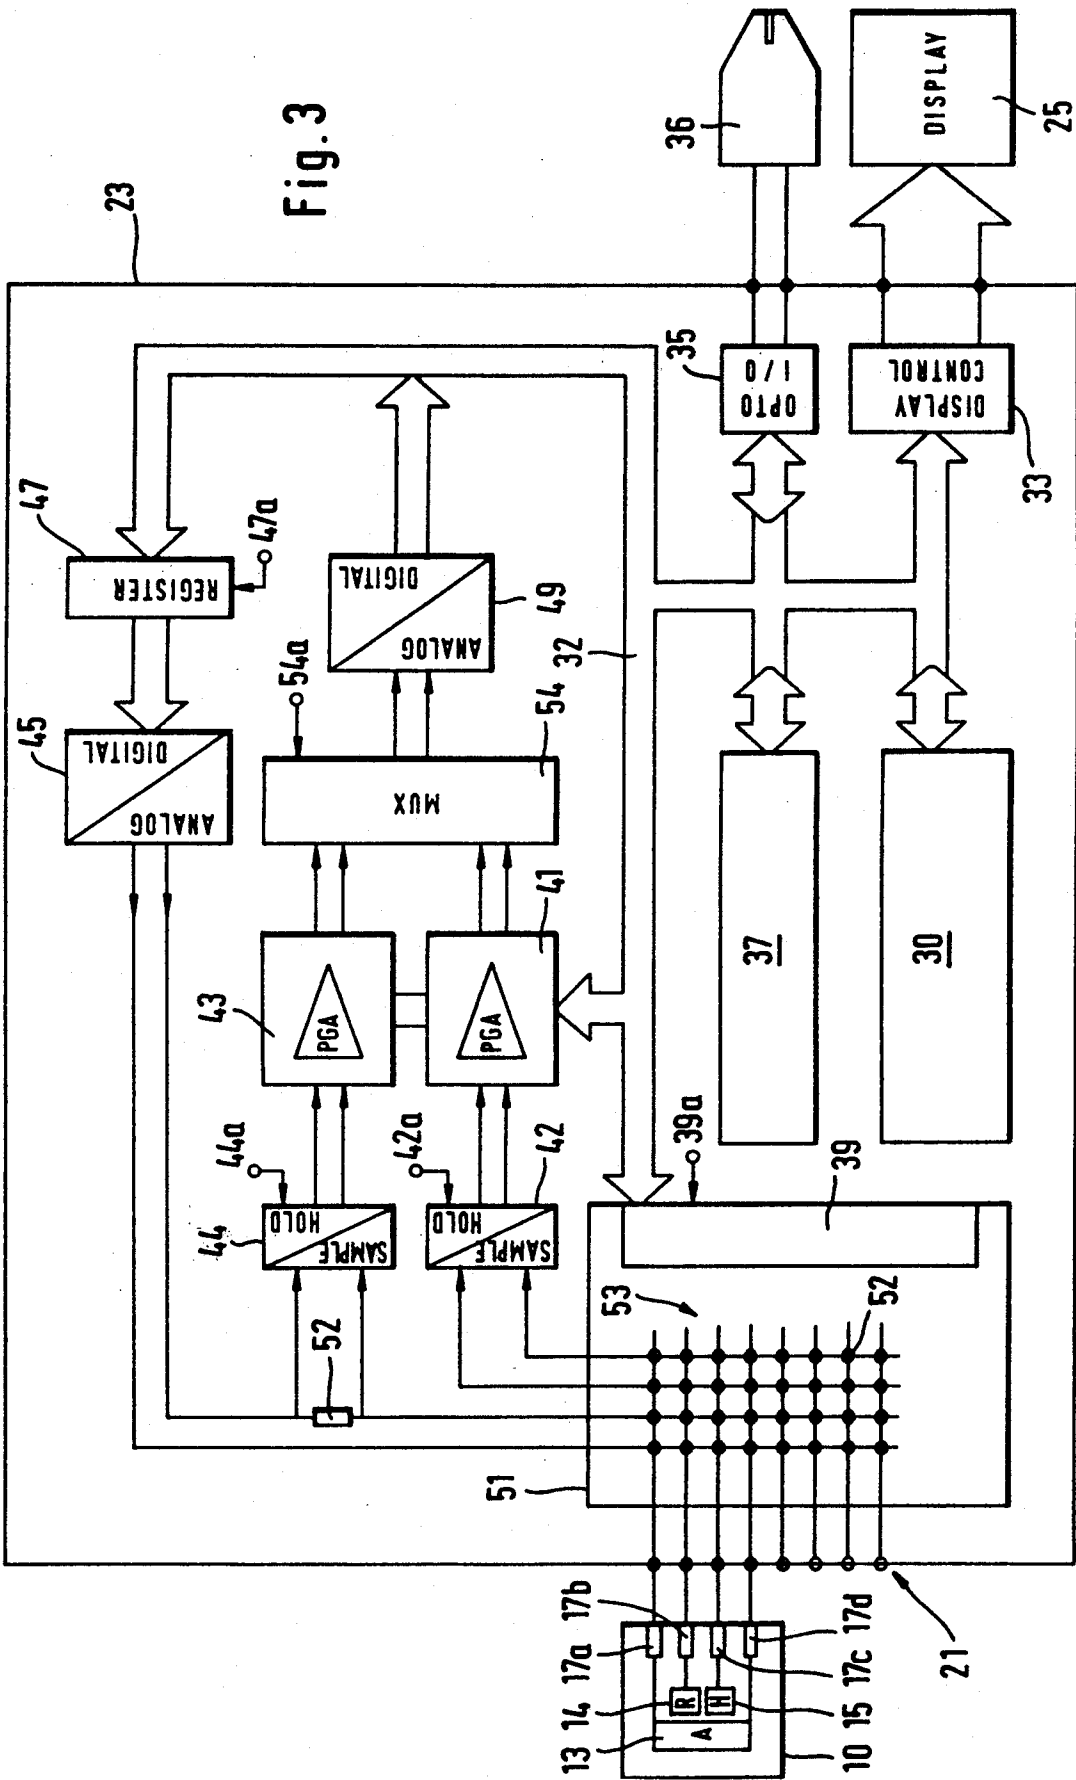 Fig. 3
23
47
REGISTER
47a
45
DIGITAL
ANALOG
54a
DIGITAL
ANALOG
49
54
MUX
32
43
PGA
41
PGA
44a
44
HOLD
SAMPLE
42a
42
HOLD
SAMPLE
52
36
DISPLAY
25
35
OPTO
I/O
DISPLAY
CONTROL
33
37
30
39a
39
53
52
51
21
17a
17b
17c
17d
14
R
H
15
13
A
10